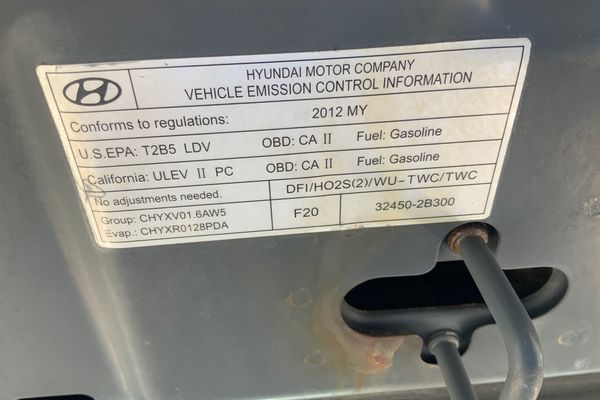 HYUNDAI MOTOR COMPANY
VEHICLE EMISSION CONTROL INFORMATION
Conforms to regulations: 2012 MY
U.S.EPA: T2B5 LDV OBD: CA II Fuel: Gasoline
California: ULEV II PC OBD: CA II Fuel: Gasoline
No adjustments needed. DFI/HO2S(2)/WU-TWC/TWC
Group: CHYXV01.6AW5 F20 32450-2B300
Evap.: CHYXR0128PDA